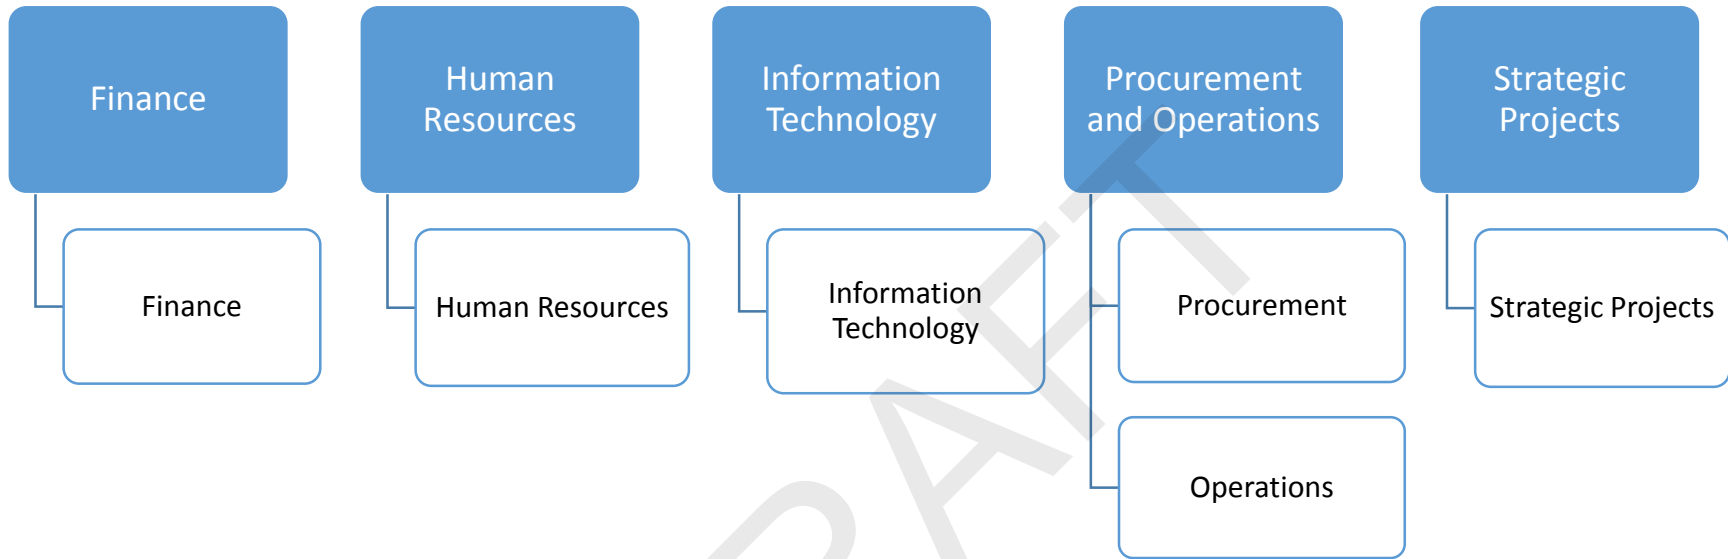 Finance
Human
Resources
Information
Technology
Procurement
and Operations
Strategic
Projects
Finance
Human Resources
Information
Technology
Procurement
Strategic Projects
Operations
RAFT